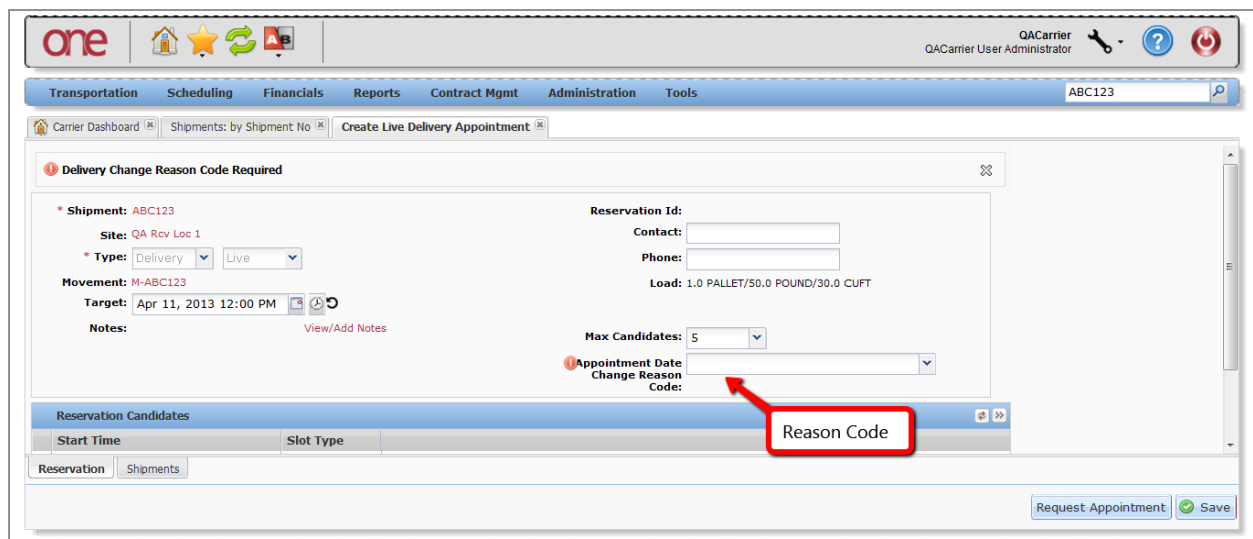 one
A
B
QACarrier
QACarrier User Administrator
?
Transportation Scheduling Financials Reports Contract Mgmt Administration Tools ABC123
Carrier Dashboard Shipments: by Shipment No Create Live Delivery Appointment
Delivery Change Reason Code Required
* Shipment: ABC123 Reservation Id:
Site: QA Rcv Loc 1 Contact:
* Type: Delivery Live Phone:
Movement: M-ABC123 Load: 1.0 PALLET/50.0 POUND/30.0 CUFT
Target: Apr 11, 2013 12:00 PM
Notes: View/Add Notes
Max Candidates: 5
Appointment Date
Change Reason
Code:
Reason Code
Reservation Candidates
Start Time Slot Type
Reservation Shipments
Request Appointment Save